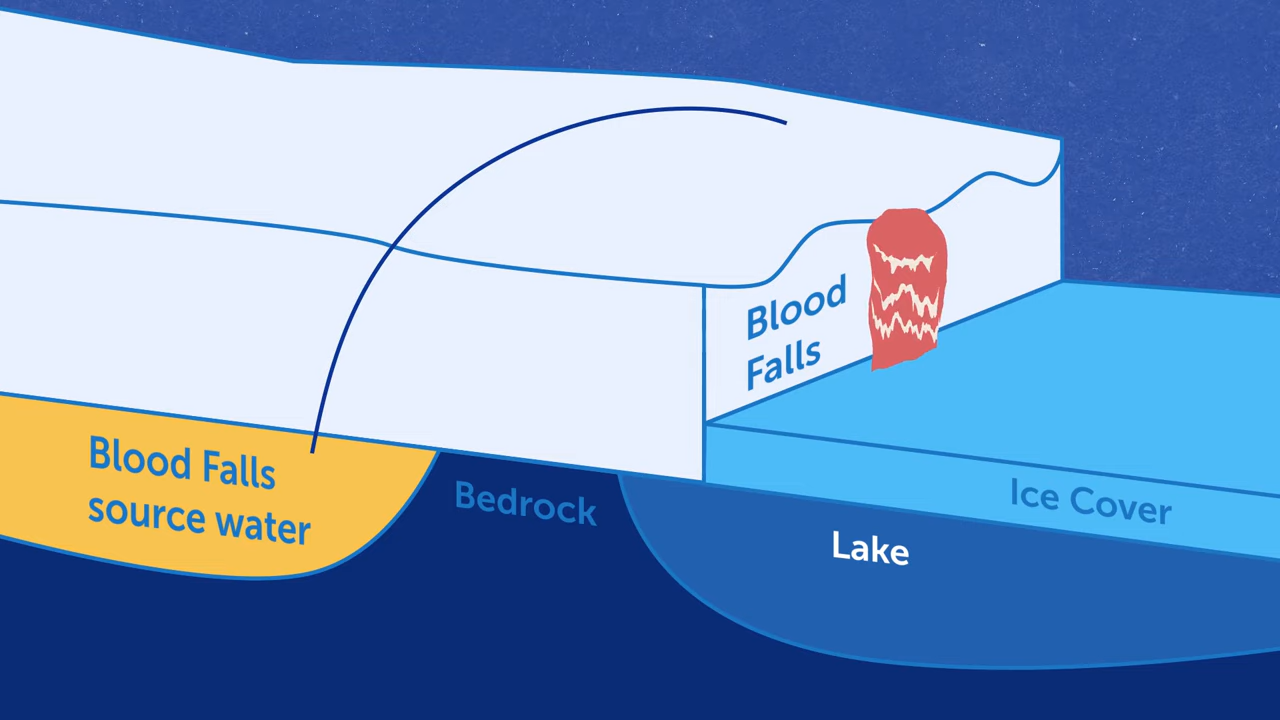 Blood
Falls
Blood Falls
source water
Bedrock
Ice Cover
Lake